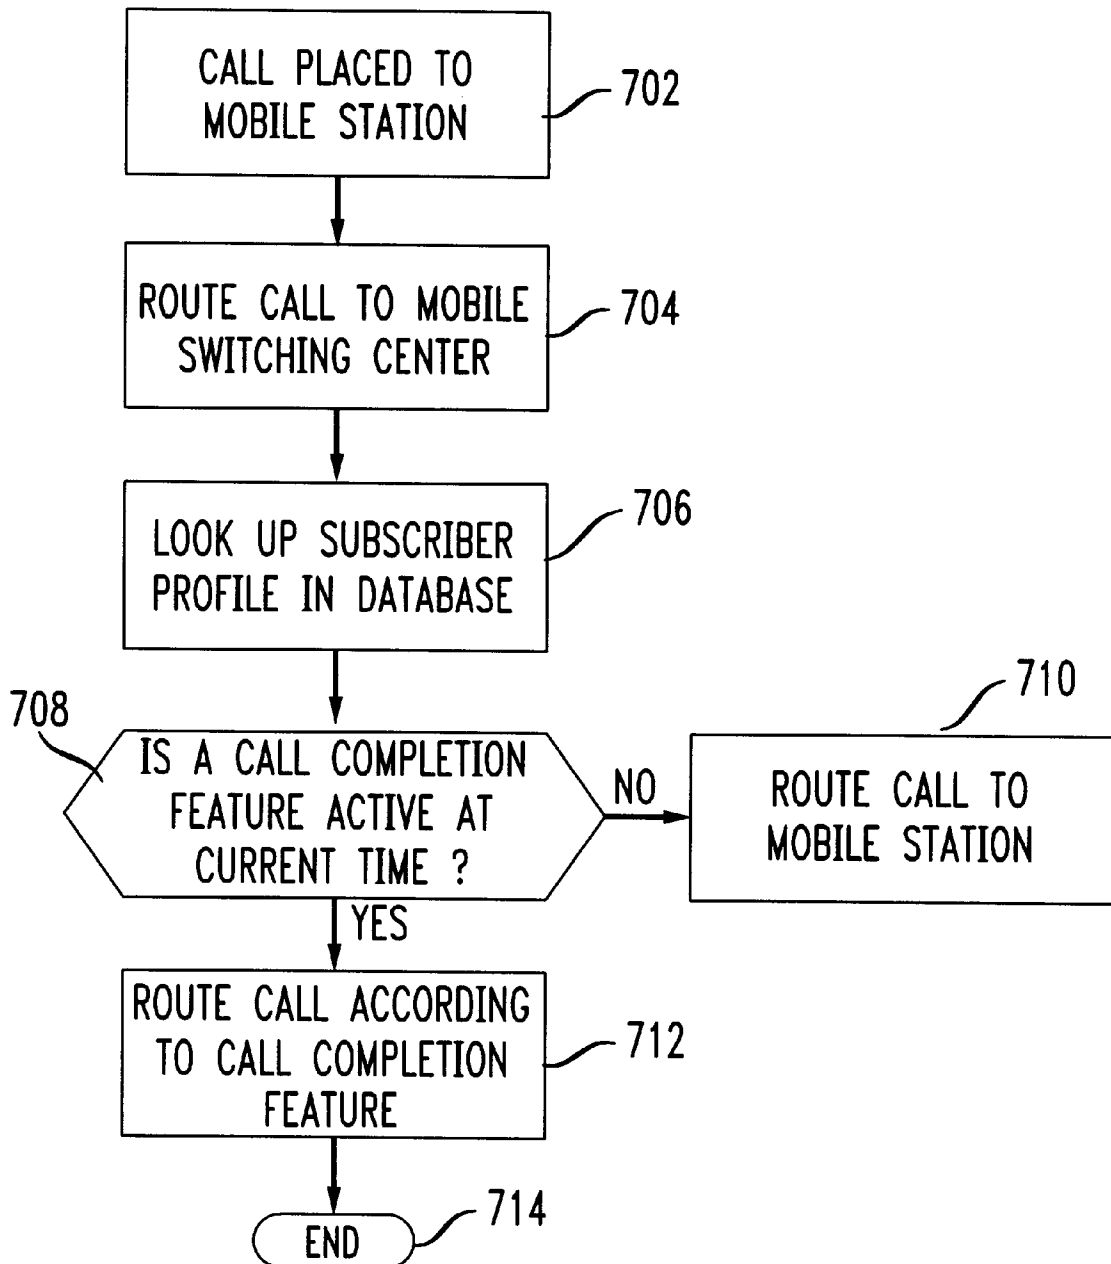 CALL PLACED TO
MOBILE STATION
702
ROUTE CALL TO MOBILE
SWITCHING CENTER
704
LOOK UP SUBSCRIBER
PROFILE IN DATABASE
706
708
IS A CALL COMPLETION
FEATURE ACTIVE AT
CURRENT TIME ?
NO
710
ROUTE CALL TO
MOBILE STATION
YES
ROUTE CALL ACCORDING
TO CALL COMPLETION
FEATURE
712
END
714